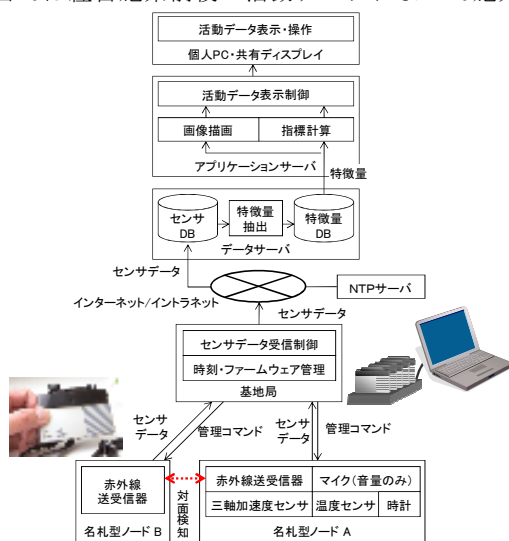 活動データ表示・操作
個人PC・共有ディスプレイ
活動データ表示制御
画像描画
指標計算
アプリケーションサーバ
特徴量
センサ
DB
特徴量
抽出
特徴量
DB
データサーバ
センサデータ
インターネット/イントラネット
NTPサーバ
センサデータ
センサデータ受信制御
時刻・ファームウェア管理
基地局
センサ
データ
管理コマンド
センサ
データ
管理コマンド
赤外線
送受信器
名札型ノード B
対面検知
赤外線送受信器
マイク(音量のみ)
三軸加速度センサ
温度センサ
時計
名札型ノード A